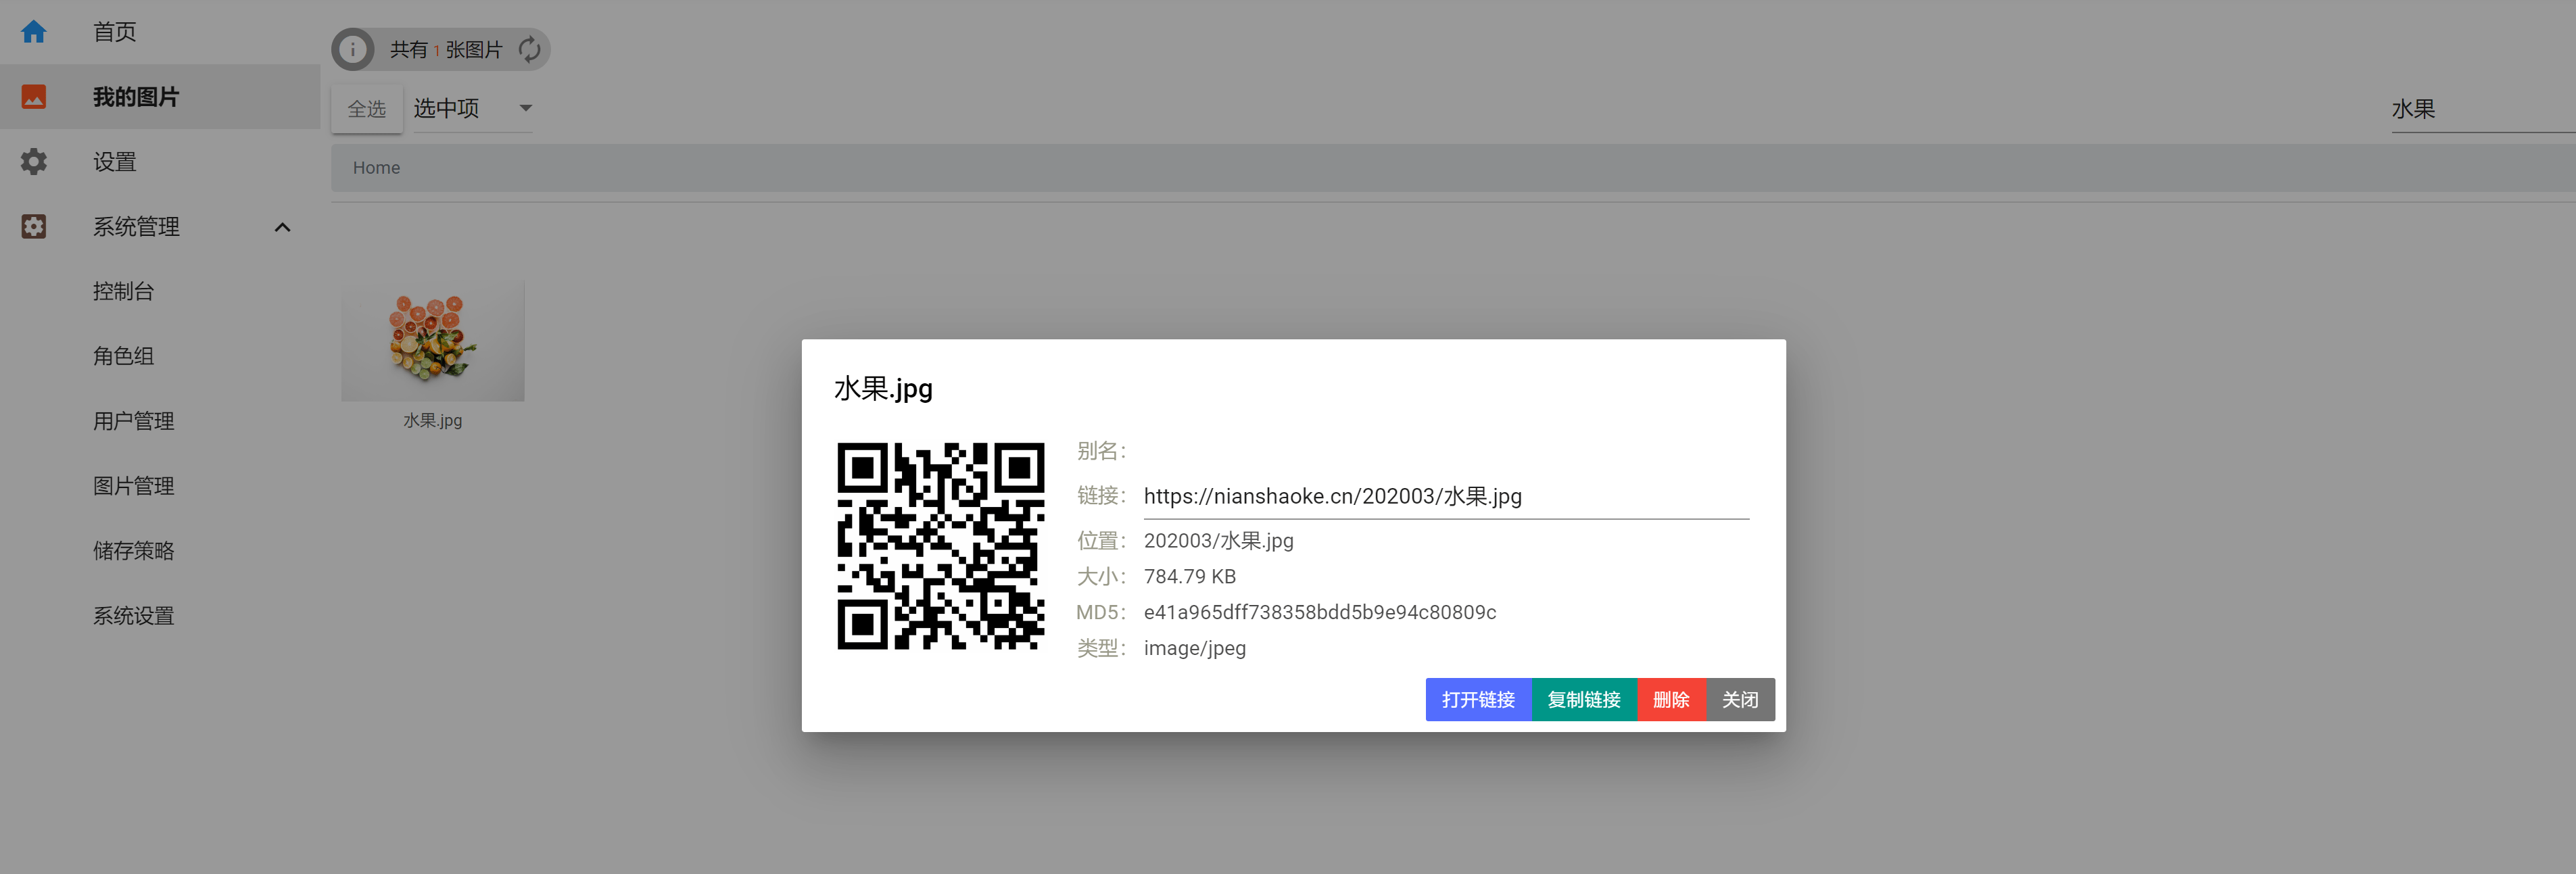 首页
我的图片
设置
系统管理
控制台
角色组
用户管理
图片管理
储存策略
系统设置
共有 1 张图片
全选 选中项
水果
Home
水果.jpg
水果.jpg
别名：
链接： https://nianshaoke.cn/202003/水果.jpg
位置： 202003/水果.jpg
大小： 784.79 KB
MD5： e41a965dff738358bdd5b9e94c80809c
类型： image/jpeg
打开链接 复制链接 删除 关闭